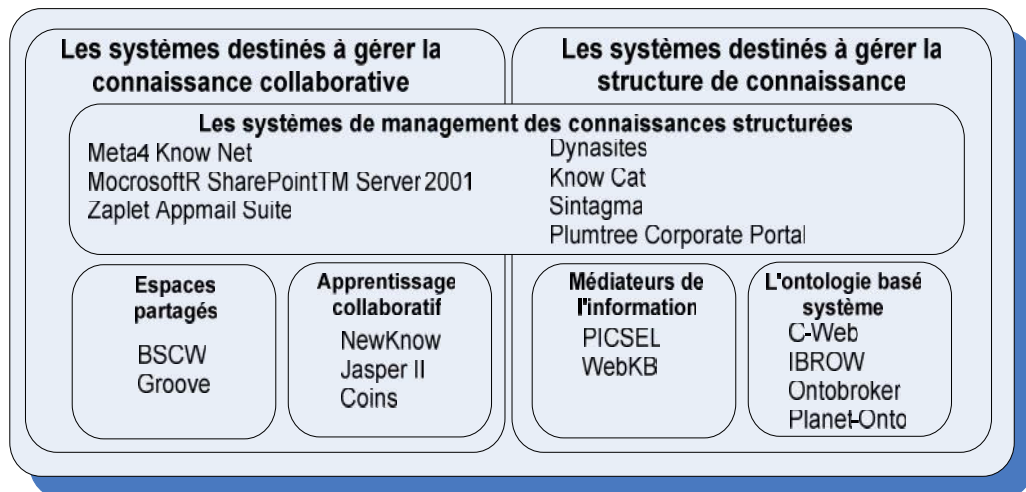 Les systèmes destinés à gérer la
connaissance collaborative
Les systèmes destinés à gérer la
structure de connaissance
Les systèmes de management des connaissances structurées
Meta4 Know Net
MocrosoftR SharePointTM Server 2001
Zaplet Appmail Suite
Dynasites
Know Cat
Sintagma
Plumtree Corporate Portal
Espaces
partagés
BSCW
Groove
Apprentissage
collaboratif
NewKnow
Jasper II
Coins
Médiateurs de
l'information
PICSEL
WebKB
L'ontologie basé
système
C-Web
IBROW
Ontobroker
Planet-Onto